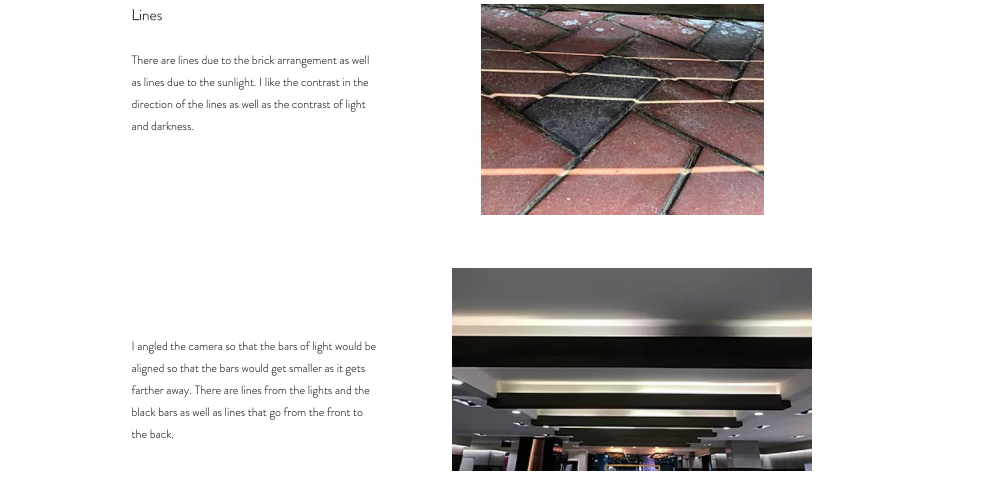 Lines
There are lines due to the brick arrangement as well
as lines due to the sunlight. I like the contrast in the
direction of the lines as well as the contrast of light
and darkness.
I angled the camera so that the bars of light would be
aligned so that the bars would get smaller as it gets
farther away. There are lines from the lights and the
black bars as well as lines that go from the front to
the back.